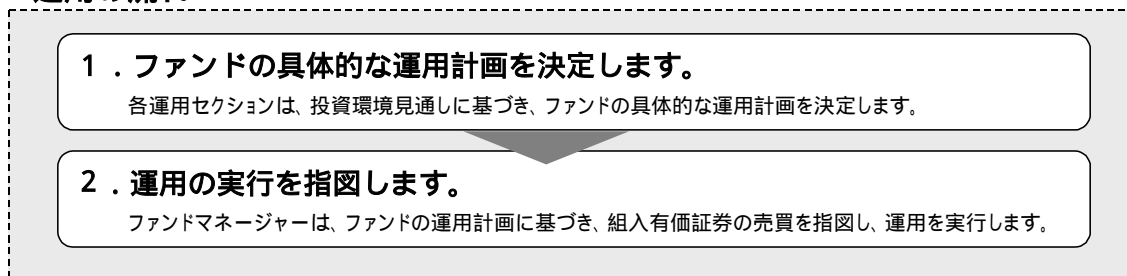 1．ファンドの具体的な運用計画を決定します。
各運用セクションは、投資環境見通しに基づき、ファンドの具体的な運用計画を決定します。
2．運用の実行を指図します。
ファンドマネージャーは、ファンドの運用計画に基づき、組入有価証券の売買を指図し、運用を実行します。